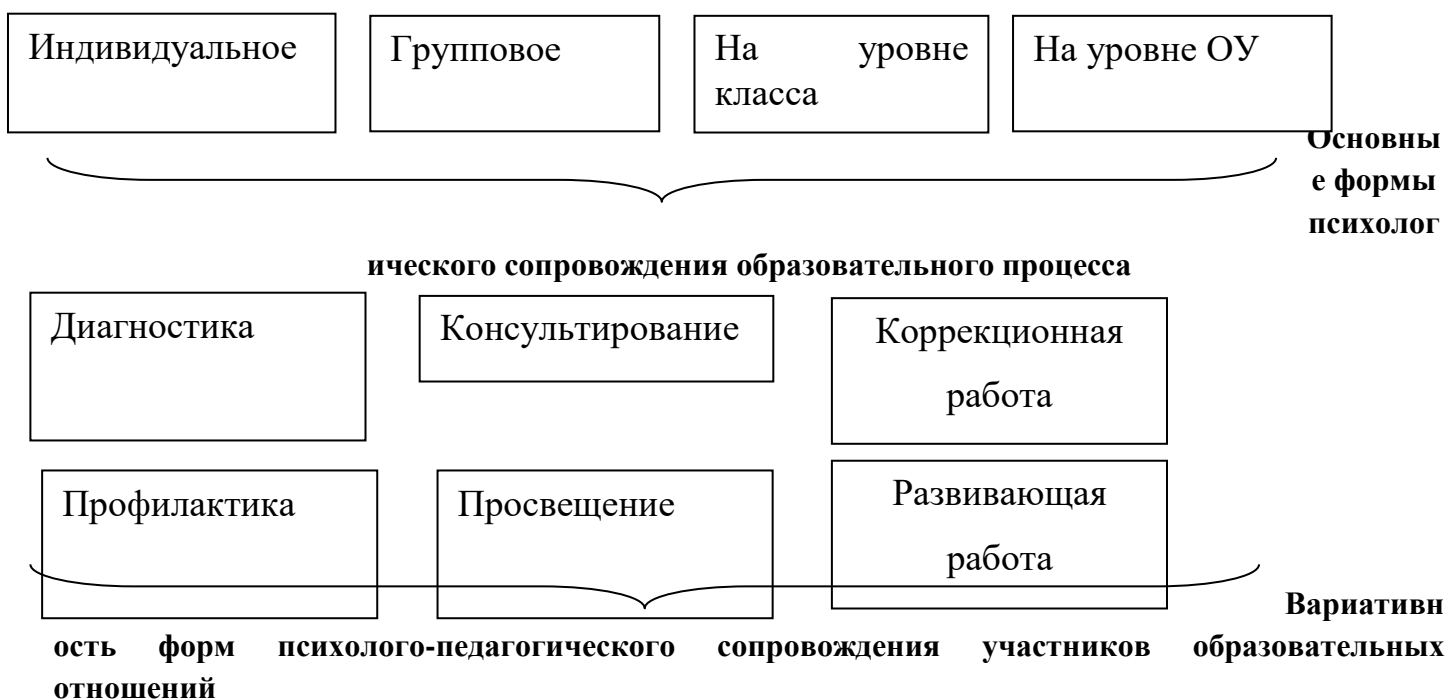 Индивидуальное
Групповое
На уровне
класса
На уровне ОУ
Основны
е формы
психолог
ического сопровождения образовательного процесса
Диагностика
Консультирование
Коррекционная
работа
Профилактика
Просвещение
Развивающая
работа
Вариативн
ость форм психолого-педагогического сопровождения участников образовательных
отношений